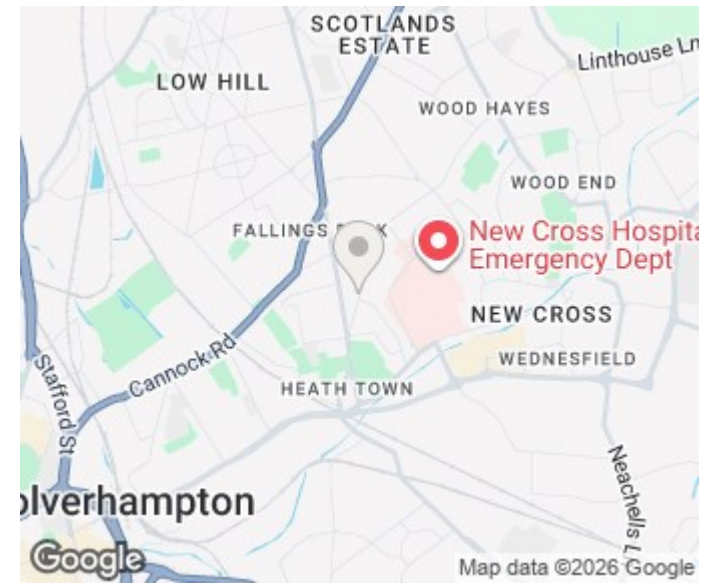 SCOTLANDS
ESTATE
Linthouse Ln
LOW HILL
WOOD HAYES
WOOD END
FALLINGS P K
New Cross Hospita
Emergency Dept
NEW CROSS
WEDNESFIELD
Cannock Rd
HEATH TOWN
Stafford St
Neachells L
olverhampton
Google
Map data ©2026 Google